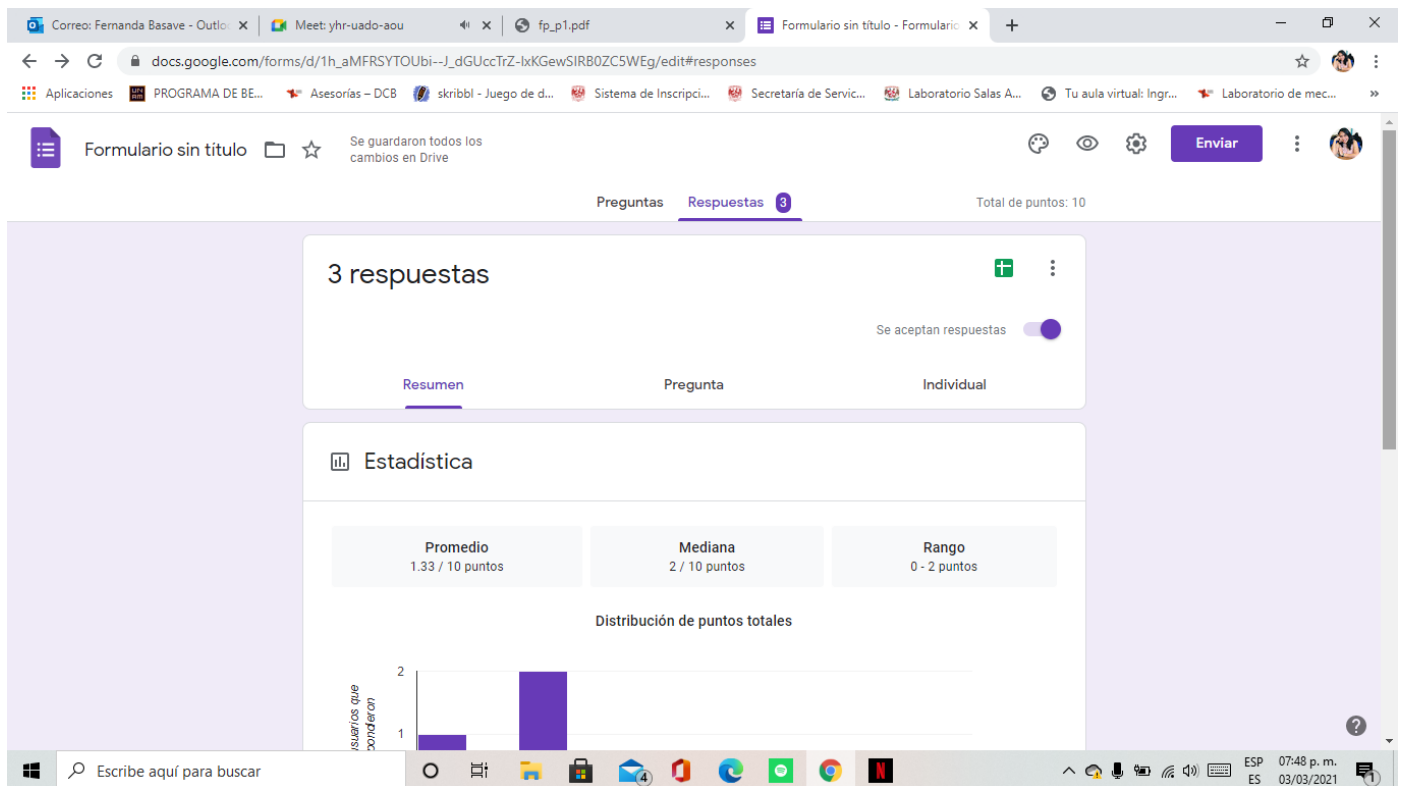 Correo: Fernanda Basave - Outloo
Meet: yhr-uado-aou
fp_p1.pdf
Formulario sin título - Formulario
docs.google.com/forms/d/1h_aMFRSYTOUbi--J_dGUccTrZ-IxKGewSIRB0ZC5WEg/edit#responses
Aplicaciones
PROGRAMA DE BE...
Asesorías – DCB
skribbl - Juego de d...
Sistema de Inscripci...
Secretaría de Servic...
Laboratorio Salas A...
Tu aula virtual: Ingr...
Laboratorio de mec...
»
Formulario sin título
Se guardaron todos los
cambios en Drive
Enviar
Preguntas
Respuestas 3
Total de puntos: 10
3 respuestas
Se aceptan respuestas
Resumen
Pregunta
Individual
Estadística
Promedio
1.33 / 10 puntos
Mediana
2 / 10 puntos
Rango
0 - 2 puntos
Distribución de puntos totales
2
1
Escribe aquí para buscar
4
N
ESP
ES
07:48 p. m.
03/03/2021
1